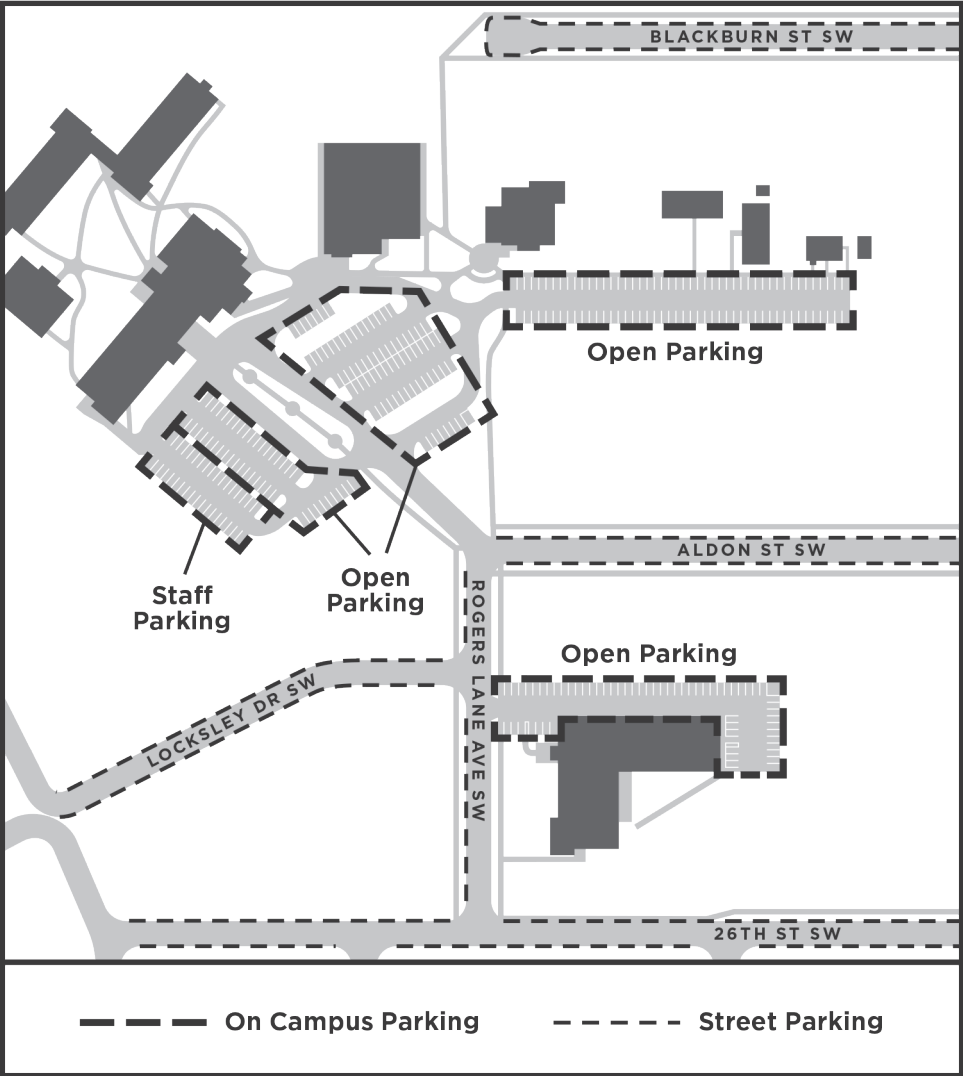 BLACKBURN ST SW
Open Parking
ALDON ST SW
Staff
Parking
Open
Parking
ROGERS LANE AVE SW
Open Parking
LOCKSLEY DR SW
26TH ST SW
On Campus Parking
Street Parking